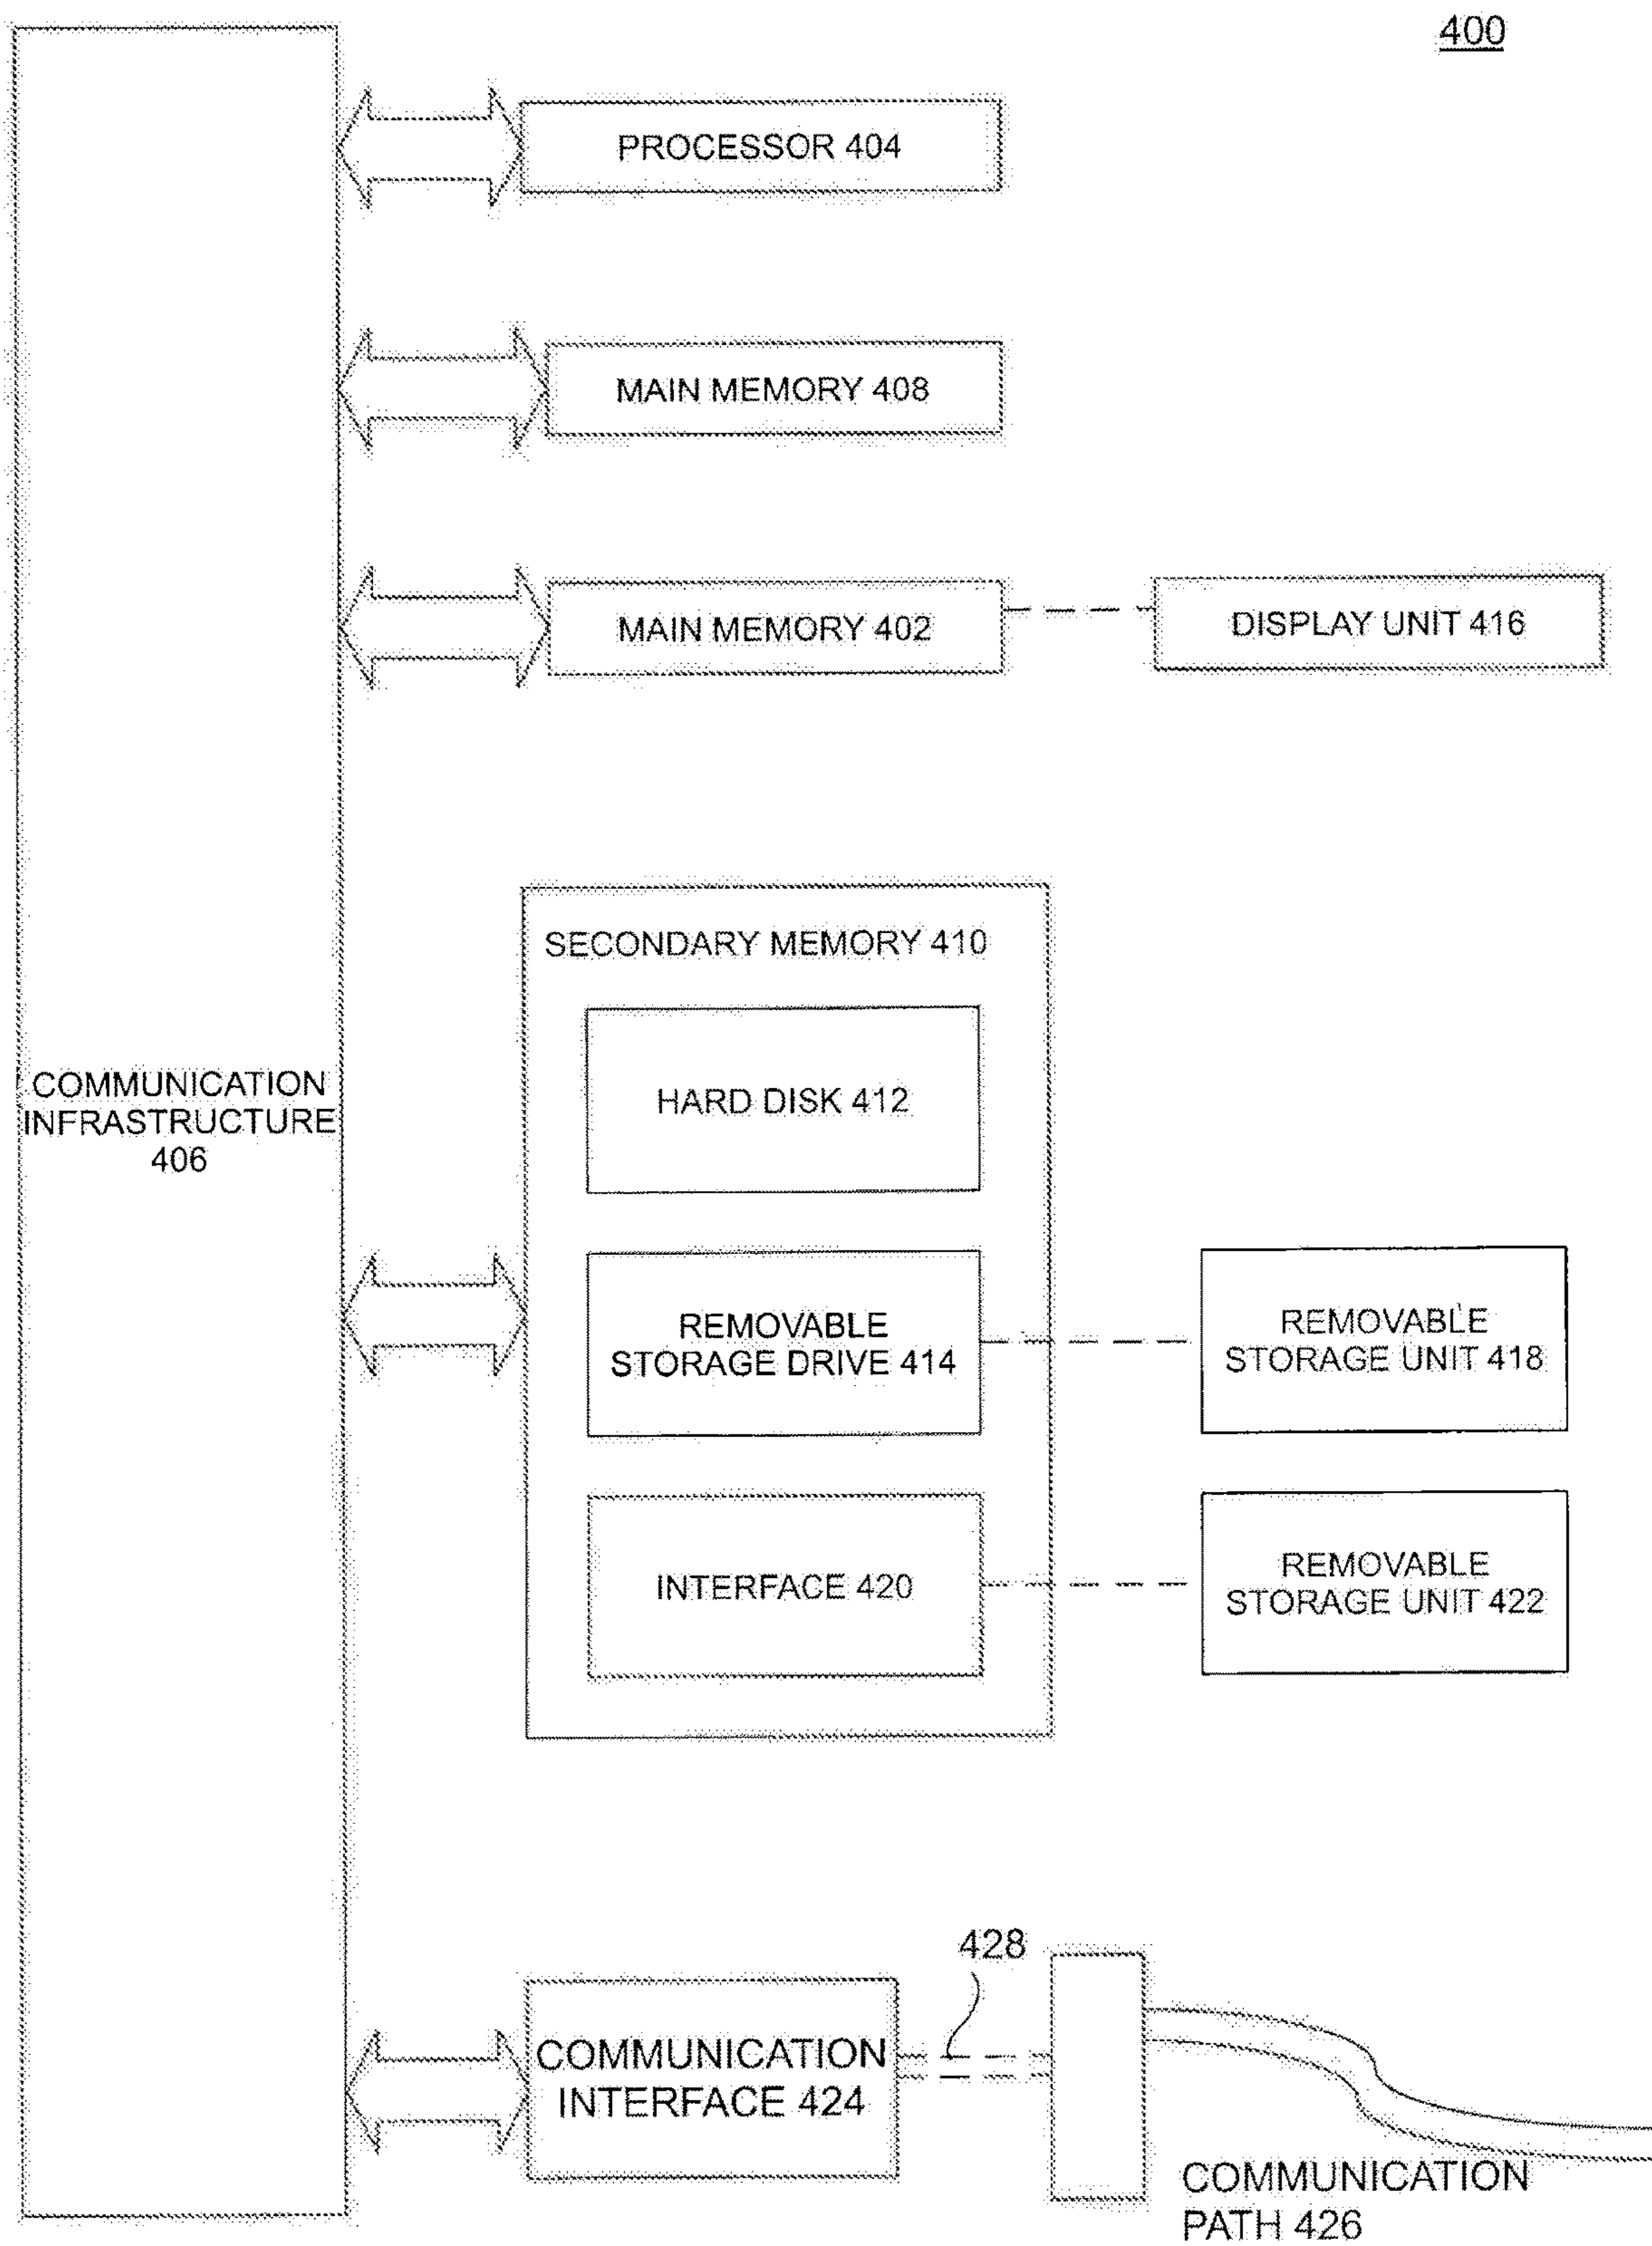 400
PROCESSOR 404
MAIN MEMORY 408
MAIN MEMORY 402
DISPLAY UNIT 416
SECONDARY MEMORY 410
HARD DISK 412
COMMUNICATION
INFRASTRUCTURE
406
REMOVABLE
STORAGE DRIVE 414
REMOVABLE
STORAGE UNIT 418
INTERFACE 420
REMOVABLE
STORAGE UNIT 422
428
COMMUNICATION
INTERFACE 424
COMMUNICATION
PATH 426